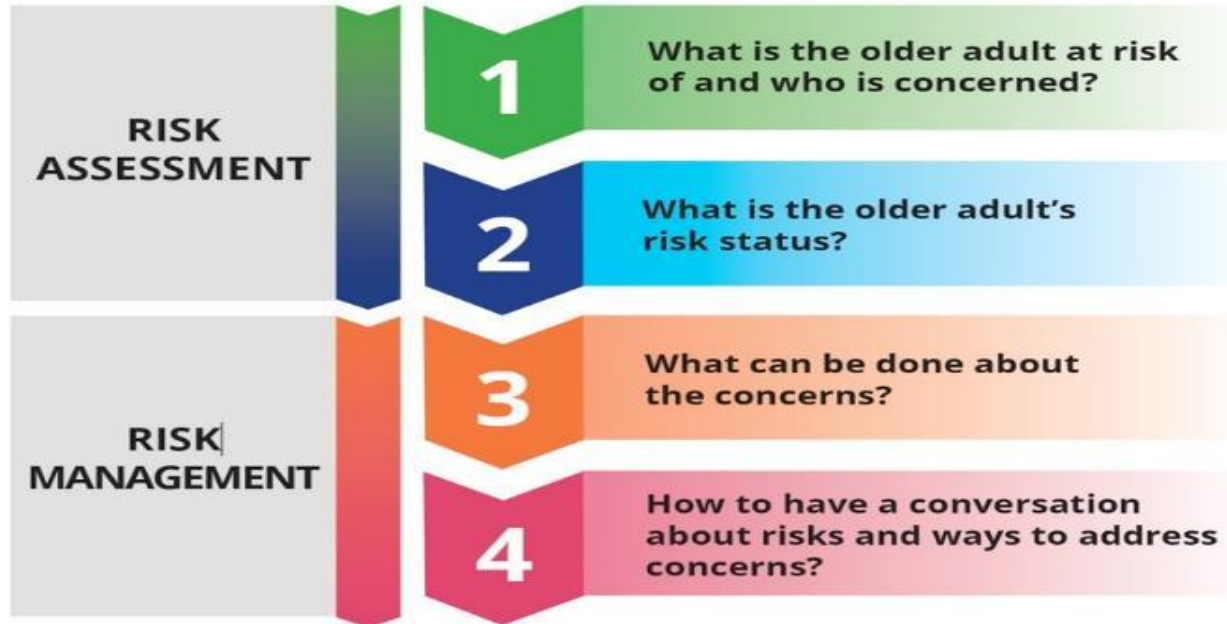 RISK
ASSESSMENT
1
What is the older adult at risk
of and who is concerned?
2
What is the older adult’s
risk status?
RISK
MANAGEMENT
3
What can be done about
the concerns?
4
How to have a conversation
about risks and ways to address
concerns?